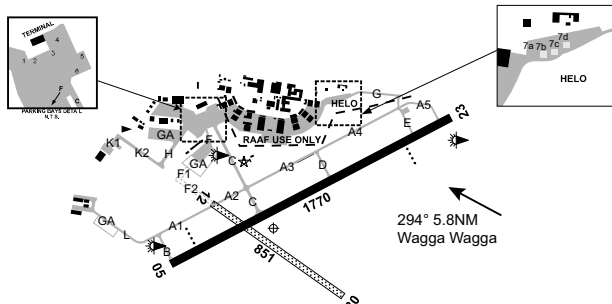 TERMINAL
4
1
2
3
5
6
F
C
PARKING BAYS DETA L
N,T S,
7a
7b
7c
7d
HELO
HELO
G
A5
23
K1
K2
GA
H
F
RAAF USE ONLY
A4
E
GA
C
A3
D
F1
F2
A2
C
12
1770
GA
A1
L
B
05
851
294° 5.8NM
Wagga Wagga